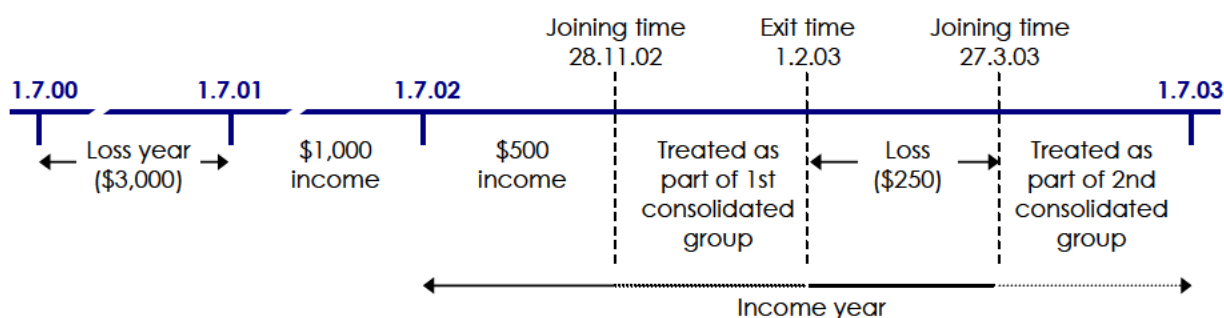 Joining time
28.11.02
Exit time
1.2.03
Joining time
27.3.03
1.7.00
1.7.01
1.7.02
1.7.03
Loss year
($3,000)
$1,000
income
$500
income
Treated as
part of 1st
consolidated
group
Loss
($250)
Treated as
part of 2nd
consolidated
group
Income year